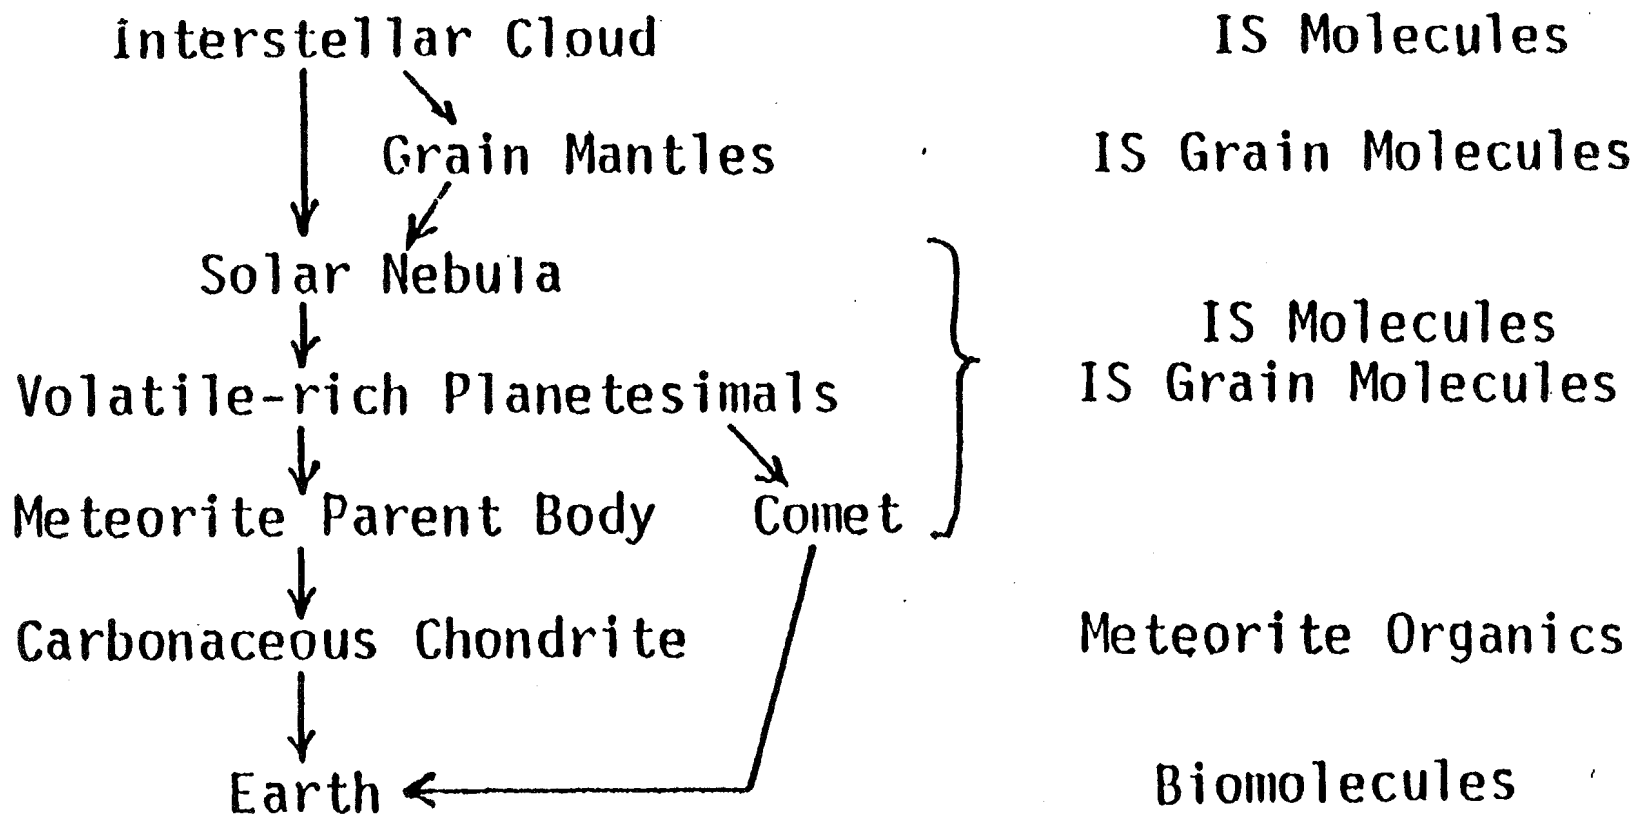 Interstellar Cloud IS Molecules
Grain Mantles IS Grain Molecules
Solar Nebula
IS Molecules
Volatile-rich Planetesimals IS Grain Molecules
Meteorite Parent Body Comet
Carbonaceous Chondrite Meteorite Organics
Earth Biomolecules